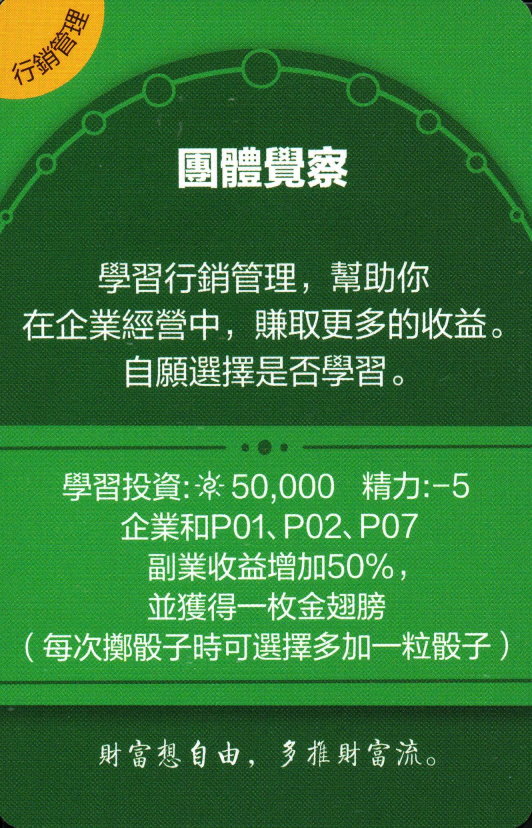 行銷管理
團體覺察
學習行銷管理，幫助你
在企業經營中，賺取更多的收益。
自願選擇是否學習。
學習投資:50,000 精力:-5
企業和P01、P02、P07
副業收益增加50%，
並獲得一枚金翅膀
（每次擲骰子時可選擇多加一粒骰子）
財富想自由，多推財富流。